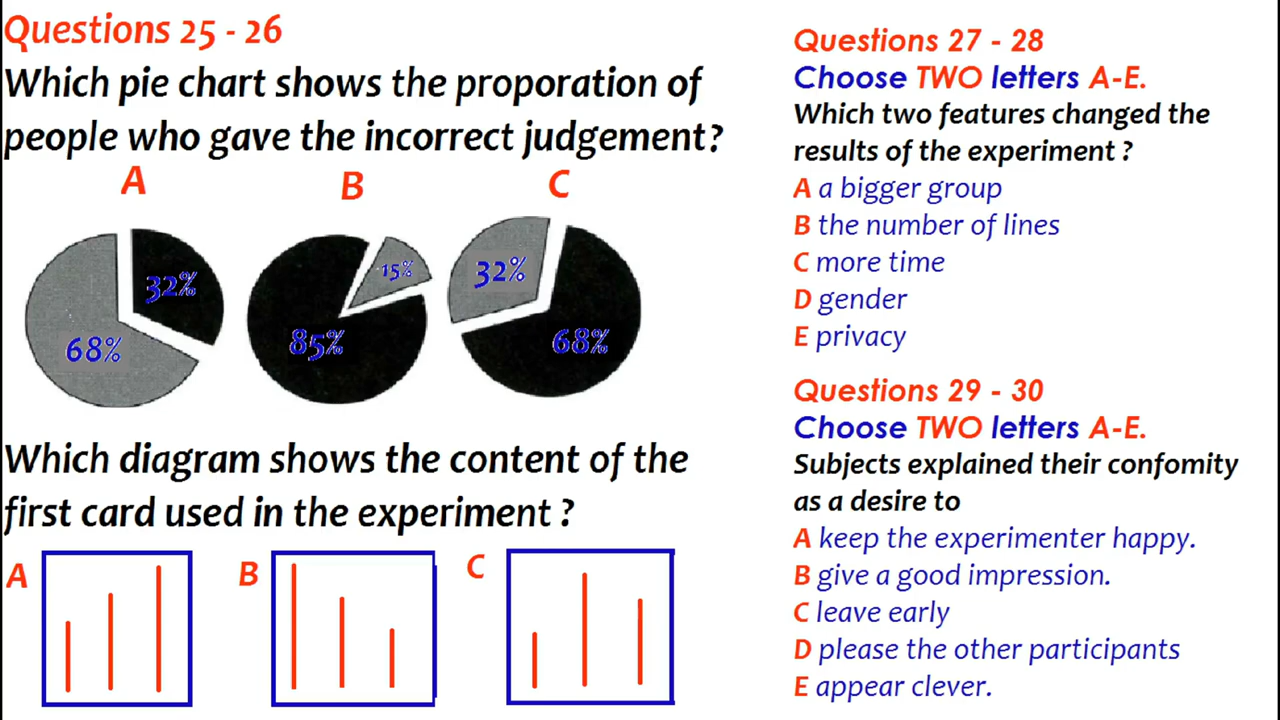 Questions 25 - 26
Which pie chart shows the proporation of
people who gave the incorrect judgement?
A
B
C
32%
68%
15%
85%
32%
68%
Which diagram shows the content of the
first card used in the experiment ?
A
B
C
Questions 27 - 28
Choose TWO letters A-E.
Which two features changed the
results of the experiment ?
A a bigger group
B the number of lines
C more time
D gender
E privacy
Questions 29 - 30
Choose TWO letters A-E.
Subjects explained their confomity
as a desire to
A keep the experimenter happy.
B give a good impression.
C leave early
D please the other participants
E appear clever.